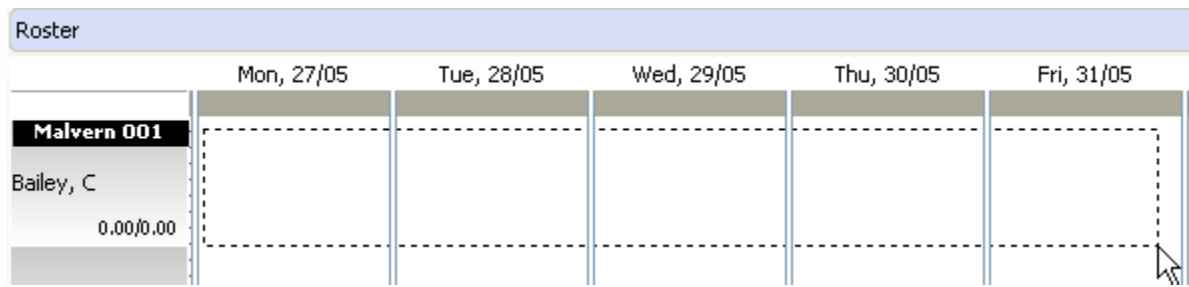 Roster
Mon, 27/05 Tue, 28/05 Wed, 29/05 Thu, 30/05 Fri, 31/05
Malvern 001
Bailey, C
0.00/0.00